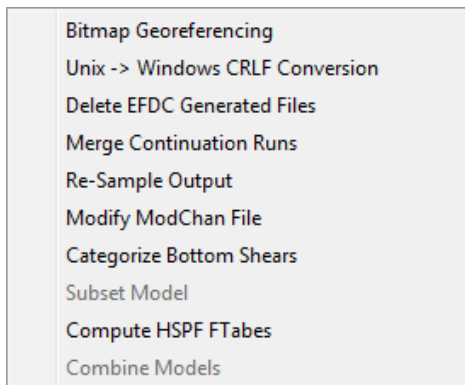 Bitmap Georeferencing
Unix -> Windows CRLF Conversion
Delete EFDC Generated Files
Merge Continuation Runs
Re-Sample Output
Modify ModChan File
Categorize Bottom Shears
Subset Model
Compute HSPF FTabes
Combine Models